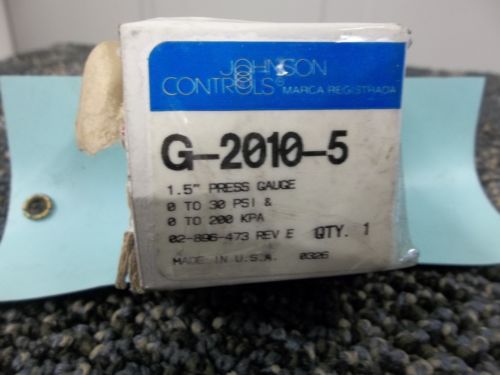 JOHNSON
CONTROLS® MARCA REGISTRADA
G-2010-5
1.5" PRESS GAUGE
0 TO 30 PSI &
0 TO 200 KPA
02-896-473 REV E QTY. 1
MADE IN U.S.A. 0326